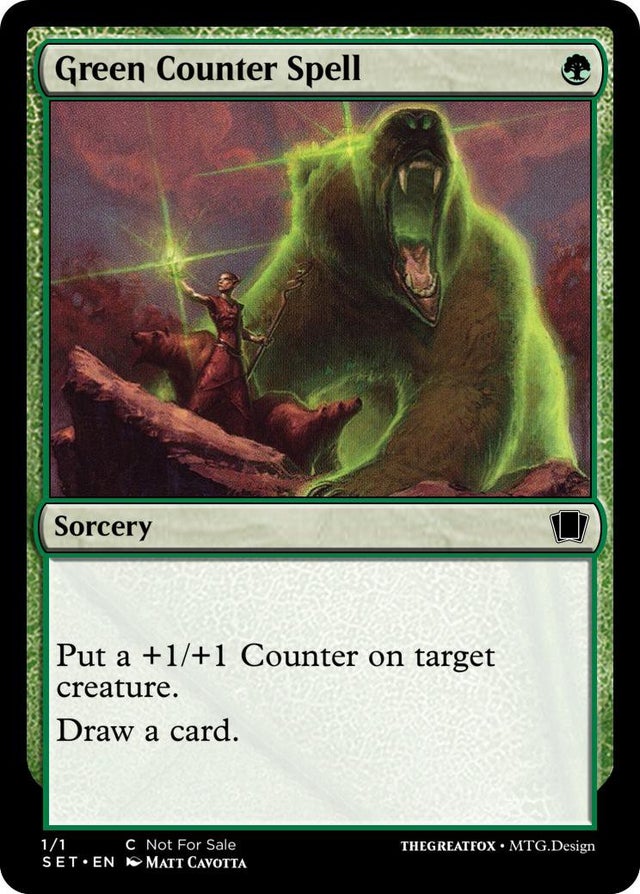 Green Counter Spell
Sorcery
Put a +1/+1 Counter on target
creature.
Draw a card.
1/1 C Not For Sale THEGREATFOX • MTG.Design
SET • EN MATT CAVOTTA